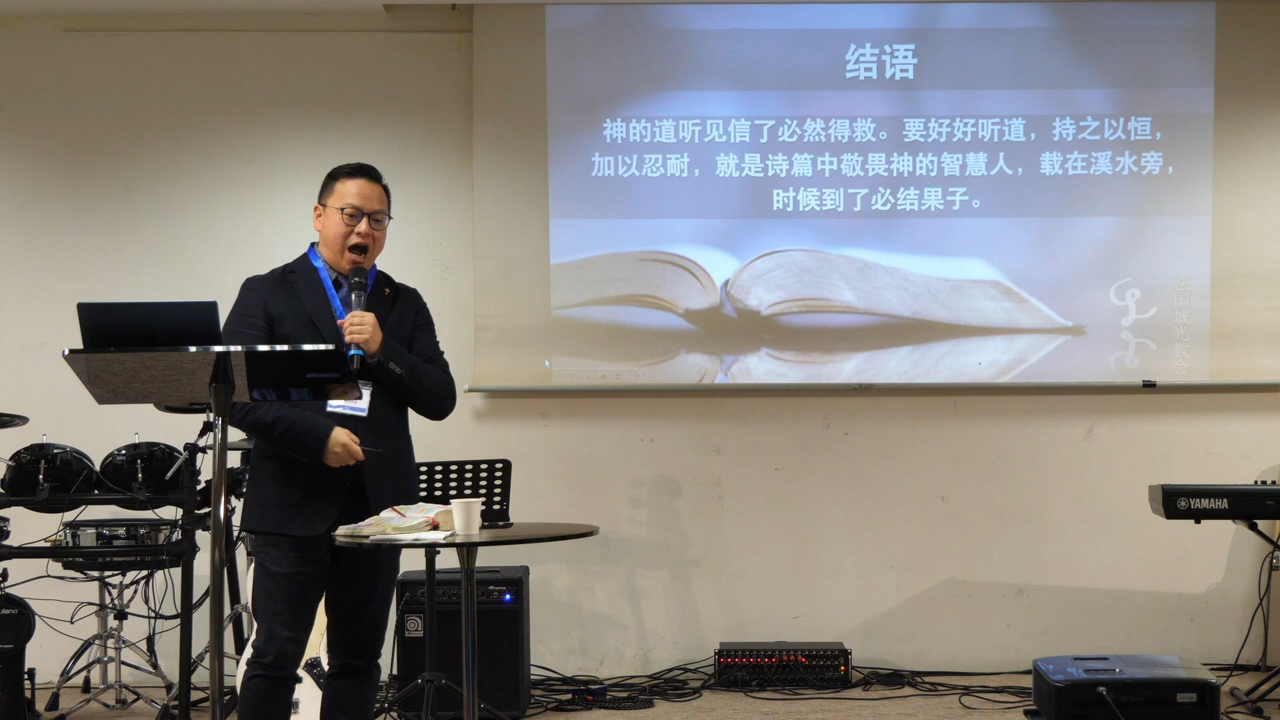 结语
神的道听见信了必然得救。要好好听道，持之以恒，
加以忍耐，就是诗篇中敬畏神的智慧人，载在溪水旁，
时候到了必结果子。
YAMAHA